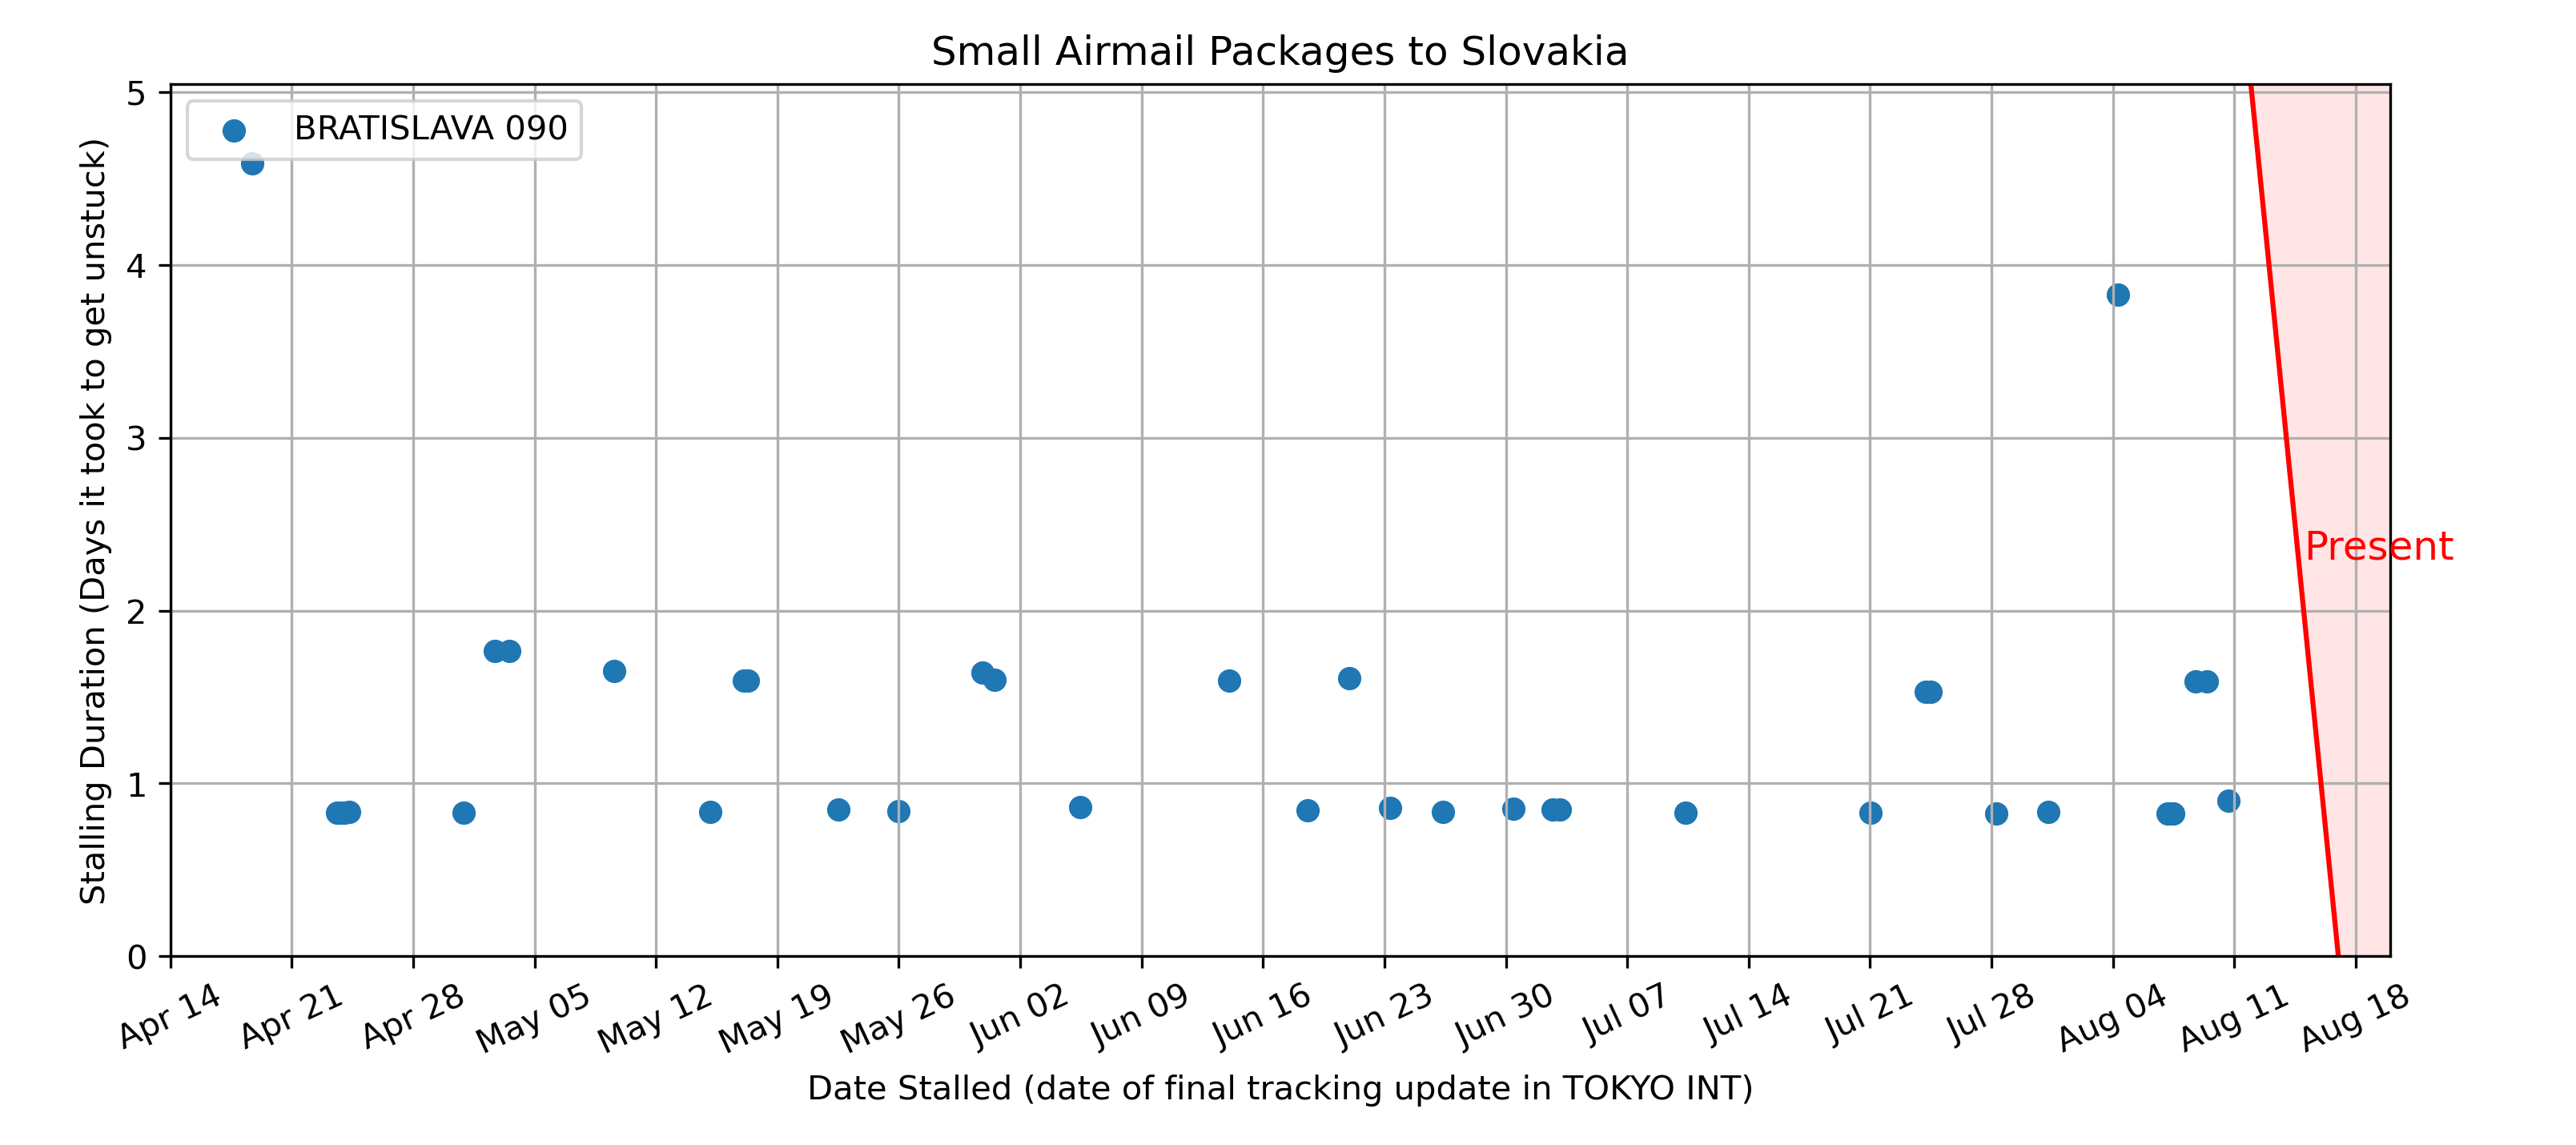 Small Airmail Packages to Slovakia
BRATISLAVA 090
Stalling Duration (Days it took to get unstuck)
5
4
3
2
1
0
Present
Apr 14
Apr 21
Apr 28
May 05
May 12
May 19
May 26
Jun 02
Jun 09
Jun 16
Jun 23
Jun 30
Jul 07
Jul 14
Jul 21
Jul 28
Aug 04
Aug 11
Aug 18
Date Stalled (date of final tracking update in TOKYO INT)